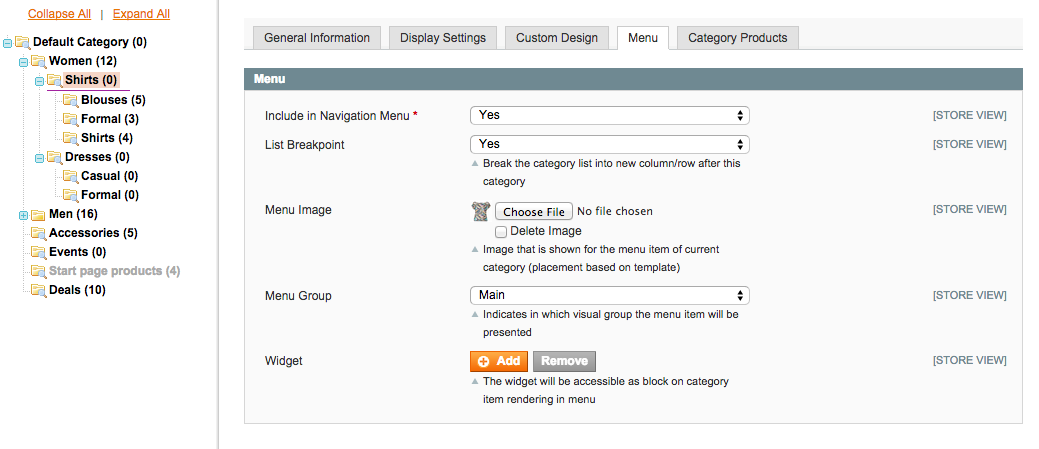 Collapse All | Expand All
Default Category (0)
Women (12)
Shirts (0)
Blouses (5)
Formal (3)
Shirts (4)
Dresses (0)
Casual (0)
Formal (0)
Men (16)
Accessories (5)
Events (0)
Start page products (4)
Deals (10)
General Information Display Settings Custom Design Menu Category Products
Menu
Include in Navigation Menu * Yes [STORE VIEW]
List Breakpoint Yes [STORE VIEW]
Break the category list into new column/row after this
category
Menu Image Choose File No file chosen [STORE VIEW]
Delete Image
Image that is shown for the menu item of current
category (placement based on template)
Menu Group Main [STORE VIEW]
Indicates in which visual group the menu item will be
presented
Widget Add Remove [STORE VIEW]
The widget will be accessible as block on category
item rendering in menu